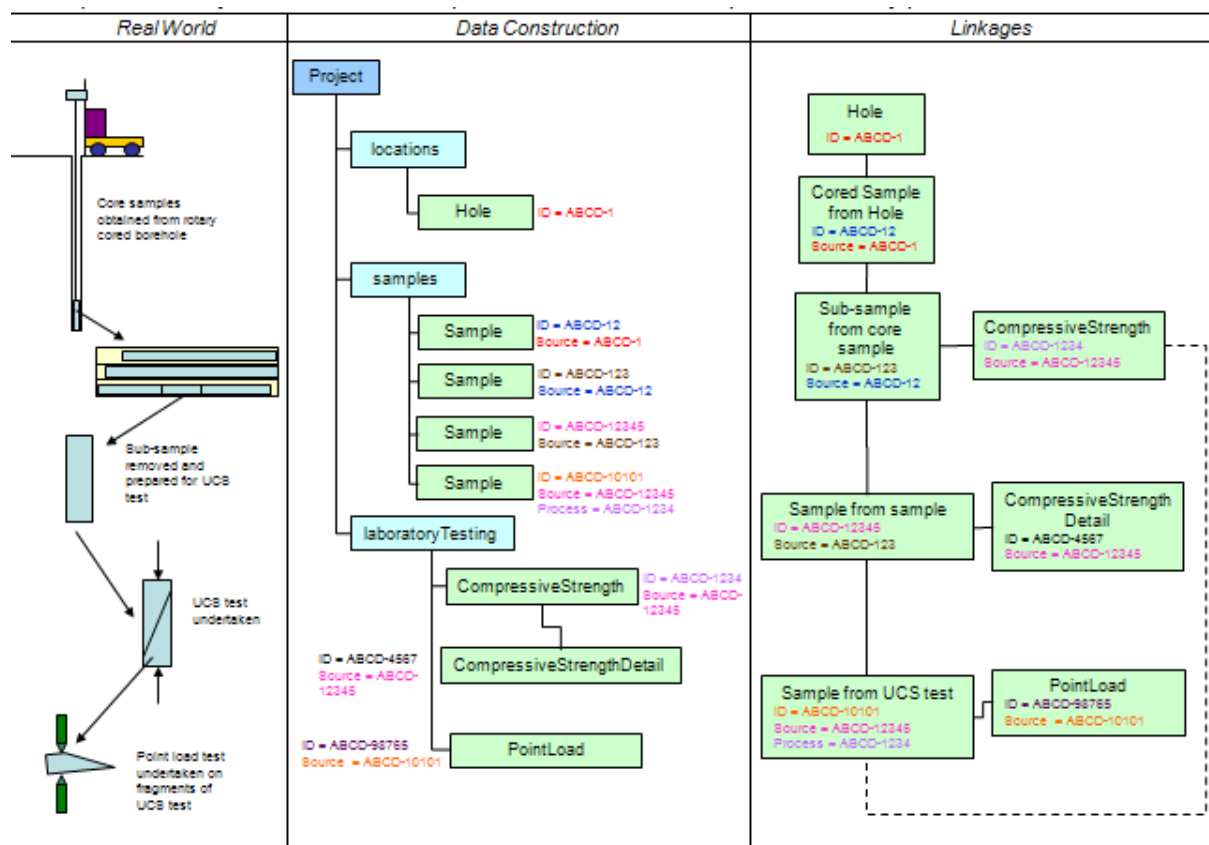 Real World
Data Construction
Linkages
Core samples
obtained from rotary
cored borehole
Sub-sample
removed and
prepared for UCS
test
UCS test
undertaken
Point load test
undertaken on
fragments of
UCS test
Project
locations
Hole
ID = ABCD-1
samples
Sample
ID = ABCD-12
Source = ABCD-1
Sample
ID = ABCD-123
Source = ABCD-12
Sample
ID = ABCD-12345
Source = ABCD-123
Sample
ID = ABCD-10101
Source = ABCD-12345
Process = ABCD-1234
laboratoryTesting
CompressiveStrength
ID = ABCD-1234
Source = ABCD-
12345
ID = ABCD-4567
Source = ABCD-
12345
CompressiveStrengthDetail
ID = ABCD-98765
Source = ABCD-10101
PointLoad
Hole
ID = ABCD-1
Cored Sample
from Hole
ID = ABCD-12
Source = ABCD-1
Sub-sample
from core
sample
ID = ABCD-123
Source = ABCD-12
CompressiveStrength
ID = ABCD-1234
Source = ABCD-12345
Sample from sample
ID = ABCD-12345
Source = ABCD-123
CompressiveStrength
Detail
ID = ABCD-4567
Source = ABCD-12345
Sample from UCS test
ID = ABCD-10101
Source = ABCD-12345
Process = ABCD-1234
PointLoad
ID = ABCD-98765
Source = ABCD-10101